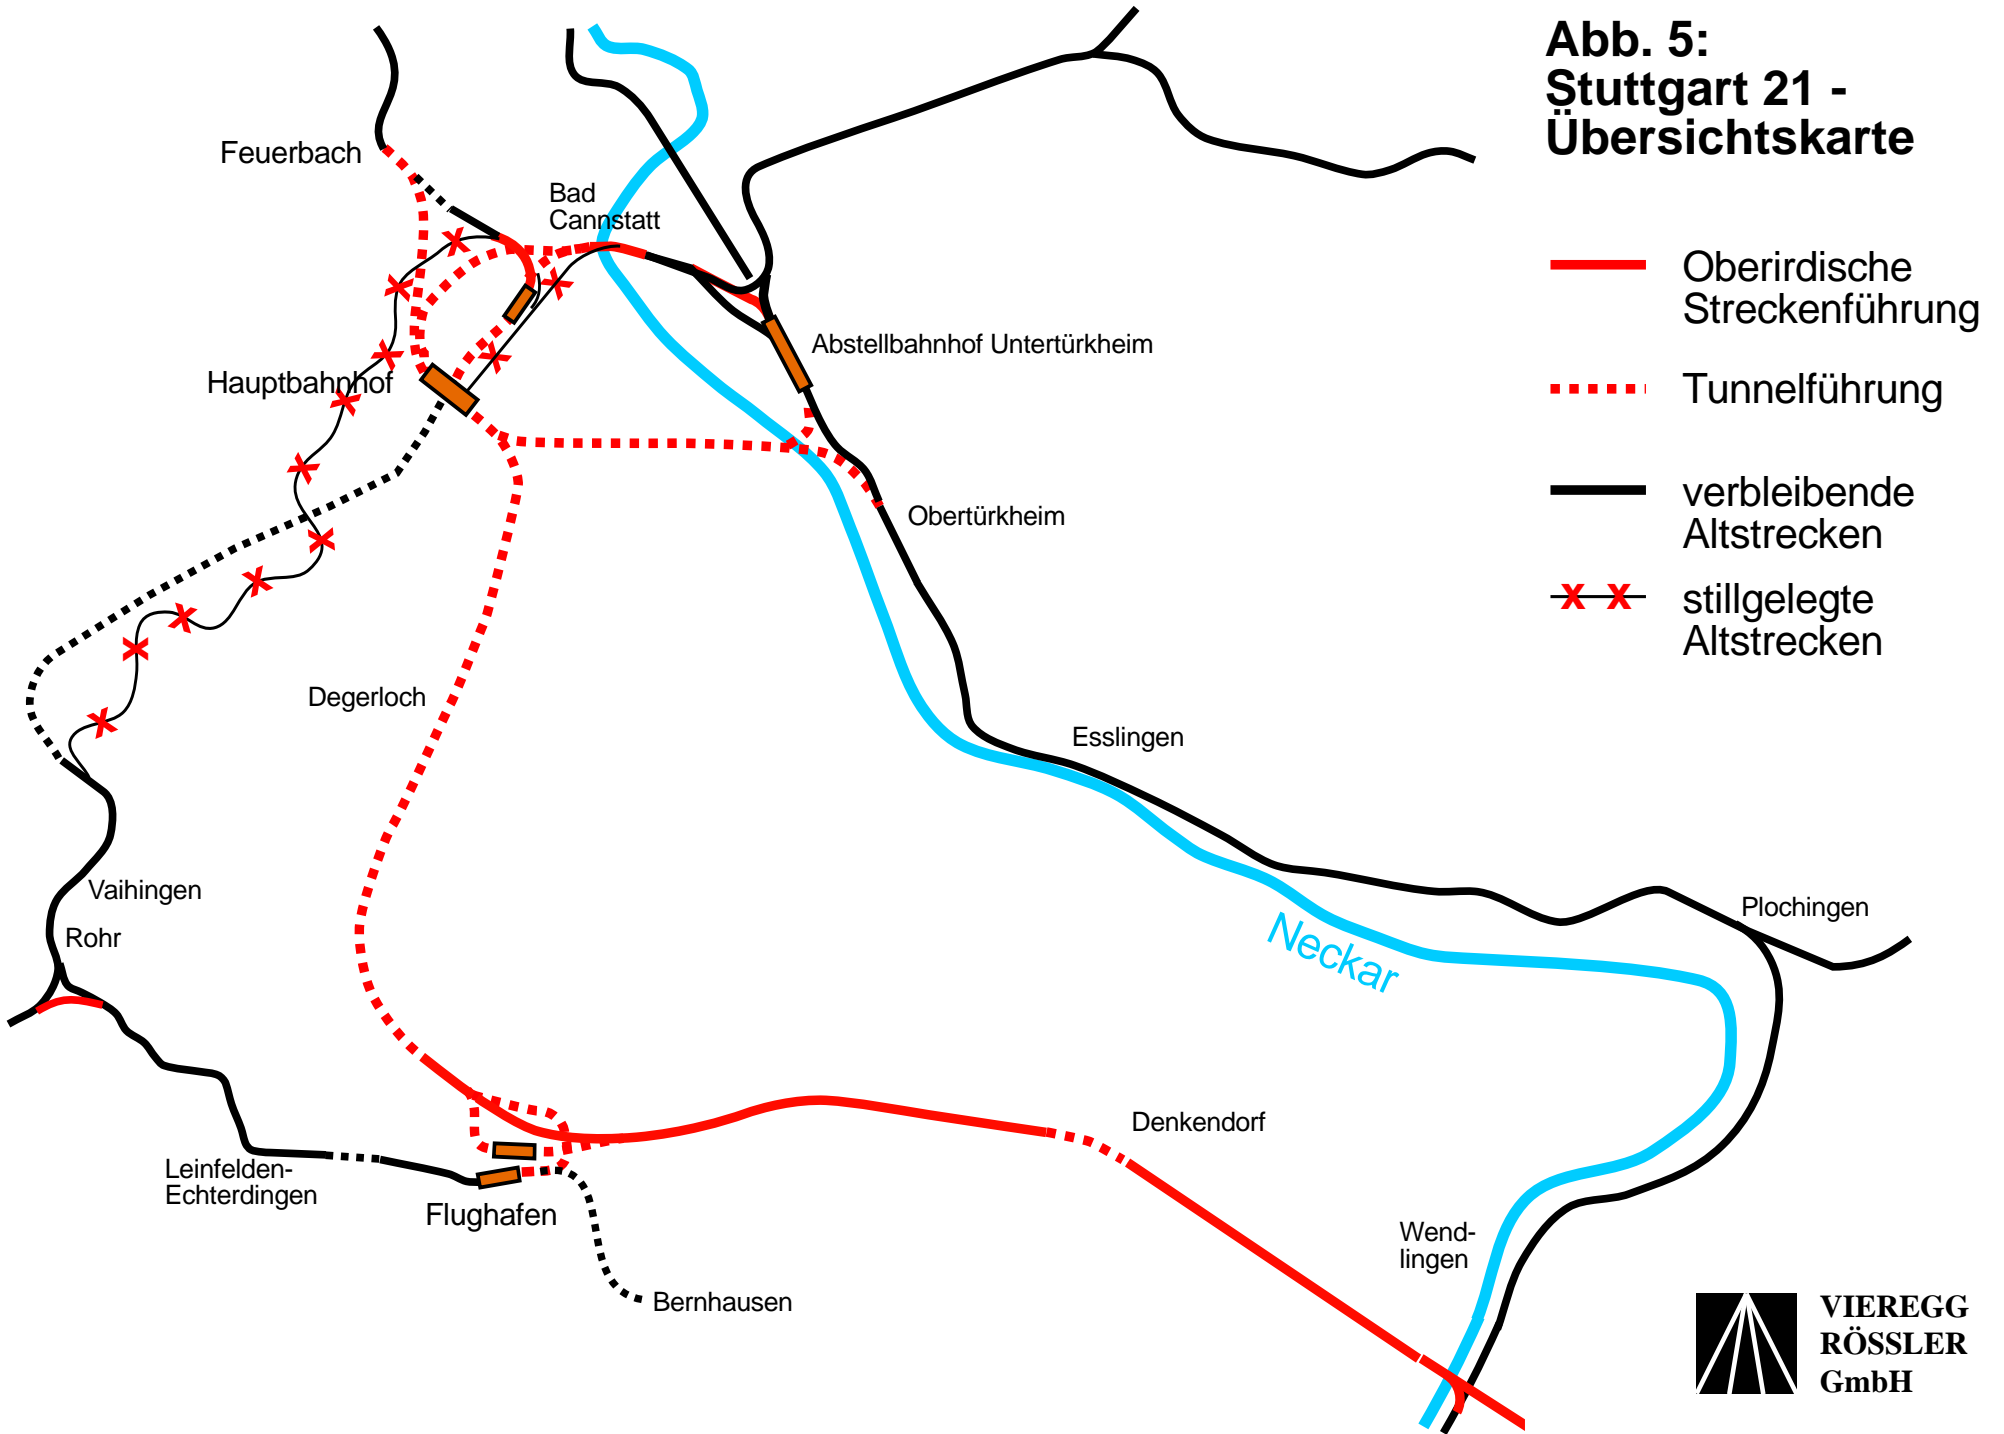 Abb. 5:
Stuttgart 21 -
Übersichtskarte
Feuerbach
Bad
Cannstatt
Oberirdische
Streckenführung
Abstellbahnhof Untertürkheim
Hauptbahnhof
Tunnelführung
verbleibende
Altstrecken
Obertürkheim
stillgelegte
Altstrecken
Degerloch
Esslingen
Vaihingen
Plochingen
Rohr
Neckar
Denkendorf
Leinfelden-
Echterdingen
Flughafen
Wend-
lingen
Bernhausen
VIEREGG
RÖSSLER
GmbH